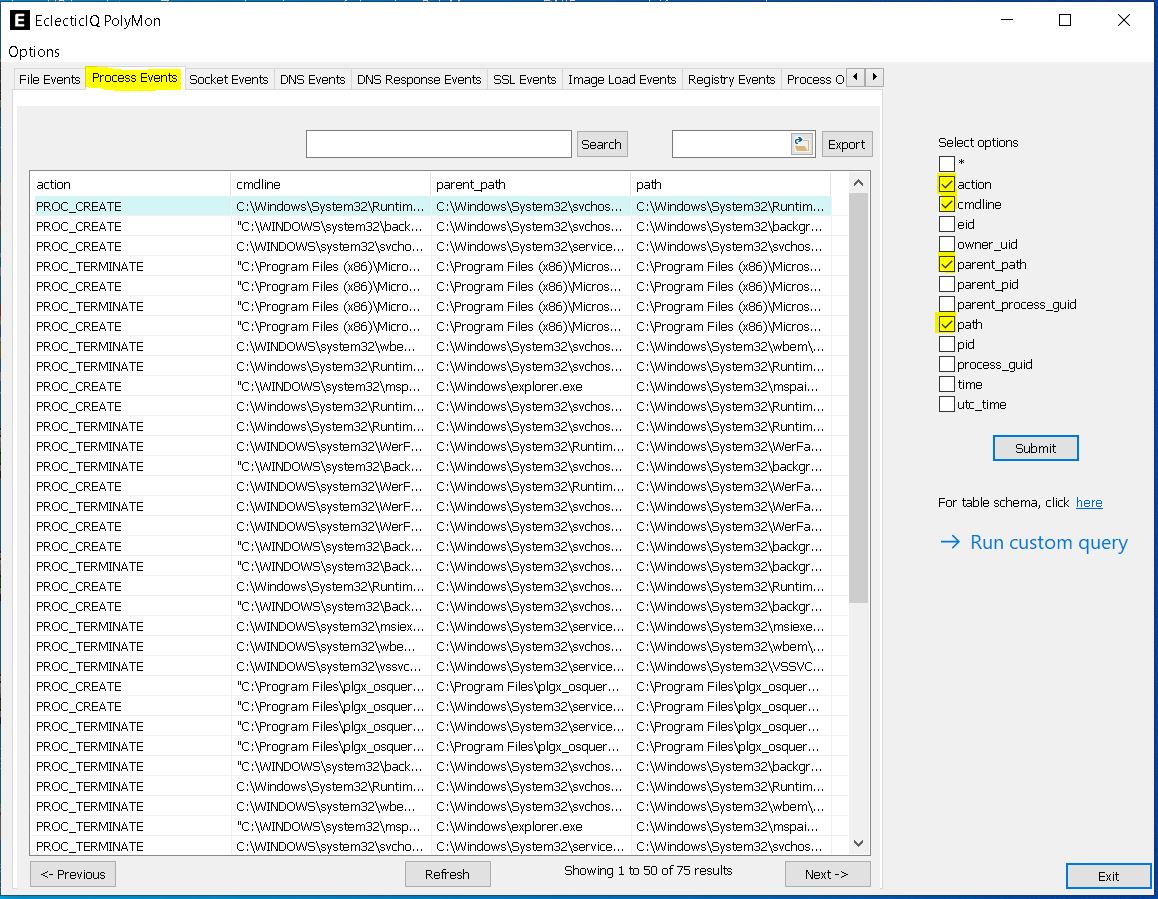 E EclecticIQ PolyMon
Options
File Events Process Events Socket Events DNS Events DNS Response Events SSL Events Image Load Events Registry Events Process O
Search Export
action cmdline parent_path path
PROC_CREATE C:\Windows\System32\Runtim... C:\Windows\System32\svchos... C:\Windows\System32\Runtim...
PROC_CREATE "C:\WINDOWS\system32\back... C:\Windows\System32\svchos... C:\Windows\System32\backgr...
PROC_CREATE C:\WINDOWS\system32\svcho... C:\Windows\System32\service... C:\Windows\System32\svchos...
PROC_TERMINATE "C:\Program Files (x86)\Micro... C:\Program Files (x86)\Micros... C:\Program Files (x86)\Micros...
PROC_CREATE "C:\Program Files (x86)\Micro... C:\Program Files (x86)\Micros... C:\Program Files (x86)\Micros...
PROC_TERMINATE "C:\Program Files (x86)\Micro... C:\Program Files (x86)\Micros... C:\Program Files (x86)\Micros...
PROC_CREATE "C:\Program Files (x86)\Micro... C:\Program Files (x86)\Micros... C:\Program Files (x86)\Micros...
PROC_TERMINATE C:\WINDOWS\system32\wbe... C:\Windows\System32\svchos... C:\Windows\System32\wbem\...
PROC_TERMINATE C:\Windows\System32\Runtim... C:\Windows\System32\svchos... C:\Windows\System32\Runtim...
PROC_CREATE "C:\WINDOWS\system32\msp... C:\Windows\explorer.exe C:\Windows\System32\mspai...
PROC_CREATE C:\Windows\System32\Runtim... C:\Windows\System32\svchos... C:\Windows\System32\Runtim...
PROC_TERMINATE C:\Windows\System32\Runtim... C:\Windows\System32\svchos... C:\Windows\System32\Runtim...
PROC_TERMINATE C:\WINDOWS\system32\WerF... C:\Windows\System32\Runtim... C:\Windows\System32\WerFa...
PROC_TERMINATE "C:\WINDOWS\system32\Back... C:\Windows\System32\svchos... C:\Windows\System32\backgr...
PROC_CREATE C:\WINDOWS\system32\WerF... C:\Windows\System32\Runtim... C:\Windows\System32\WerFa...
PROC_TERMINATE C:\WINDOWS\system32\WerF... C:\Windows\System32\svchos... C:\Windows\System32\WerFa...
PROC_CREATE C:\WINDOWS\system32\WerF... C:\Windows\System32\svchos... C:\Windows\System32\WerFa...
PROC_CREATE "C:\WINDOWS\system32\Back... C:\Windows\System32\svchos... C:\Windows\System32\backgr...
PROC_TERMINATE "C:\WINDOWS\system32\Back... C:\Windows\System32\svchos... C:\Windows\System32\backgr...
PROC_CREATE C:\Windows\System32\Runtim... C:\Windows\System32\svchos... C:\Windows\System32\Runtim...
PROC_CREATE "C:\WINDOWS\system32\Back... C:\Windows\System32\svchos... C:\Windows\System32\backgr...
PROC_TERMINATE C:\WINDOWS\system32\msiex... C:\Windows\System32\service... C:\Windows\System32\msiexe...
PROC_TERMINATE C:\WINDOWS\system32\wbe... C:\Windows\System32\svchos... C:\Windows\System32\wbem\...
PROC_TERMINATE C:\WINDOWS\system32\vssvc... C:\Windows\System32\service... C:\Windows\System32\VSSVC...
PROC_CREATE "C:\Program Files\plgx_osquer... C:\Program Files\plgx_osquer... C:\Program Files\plgx_osquer...
PROC_CREATE "C:\Program Files\plgx_osquer... C:\Windows\System32\service... C:\Program Files\plgx_osquer...
PROC_TERMINATE "C:\Program Files\plgx_osquer... C:\Windows\System32\service... C:\Program Files\plgx_osquer...
PROC_TERMINATE "C:\Program Files\plgx_osquer... C:\Program Files\plgx_osquer... C:\Program Files\plgx_osquer...
PROC_TERMINATE "C:\WINDOWS\system32\back... C:\Windows\System32\svchos... C:\Windows\System32\backgr...
PROC_TERMINATE C:\Windows\System32\Runtim... C:\Windows\System32\svchos... C:\Windows\System32\Runtim...
PROC_TERMINATE C:\WINDOWS\system32\wbe... C:\Windows\System32\svchos... C:\Windows\System32\wbem\...
PROC_TERMINATE "C:\WINDOWS\system32\msp... C:\Windows\explorer.exe C:\Windows\System32\mspai...
PROC_TERMINATE C:\WINDOWS\system32\svcho... C:\Windows\System32\service... C:\Windows\System32\svchos...
<- Previous Refresh Showing 1 to 50 of 75 results Next ->
Select options
*
action
cmdline
eid
owner_uid
parent_path
parent_pid
parent_process_guid
path
pid
process_guid
time
utc_time
Submit
For table schema, click here
→ Run custom query
Exit